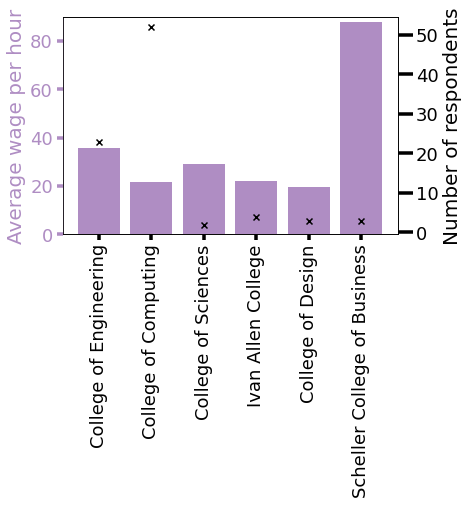 Average wage per hour
80
60
40
20
0
50
40
30
20
10
0
Number of respondents
College of Engineering
College of Computing
College of Sciences
Ivan Allen College
College of Design
Scheller College of Business